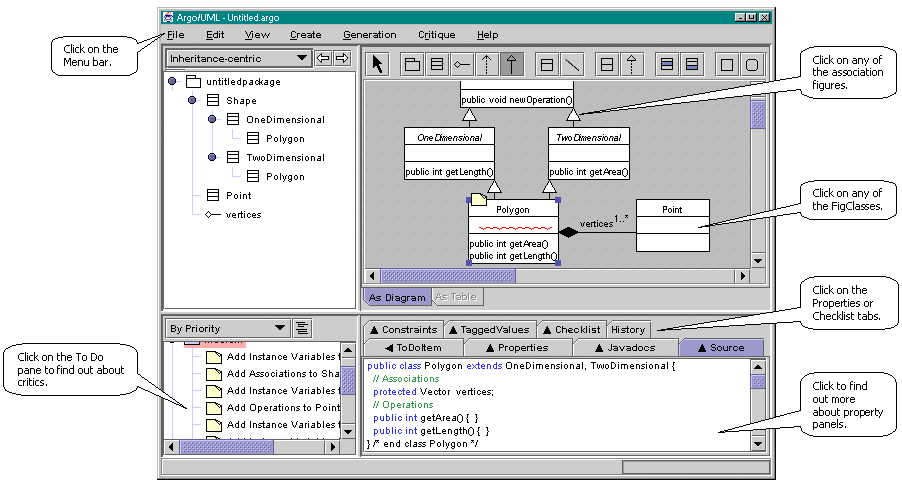 Argo/UML - Untitled.argo
File Edit View Create Generation Critique Help
Click on the
Menu bar.
Inheritance-centric
untitledpackage
Shape
OneDimensional
Polygon
TwoDimensional
Polygon
Point
vertices
public void newOperation()
OneDimensional
public int getLength()
TwoDimensional
public int getArea()
Polygon
public int getArea()
public int getLength()
vertices 1..*
Point
As Diagram As Table
Click on any of
the association
figures.
Click on any of
the FigClasses.
Click on the
Properties or
Checklist tabs.
Click on the To Do
pane to find out about
critics.
By Priority
Medium
Add Instance Variables f
Add Associations to Sha
Add Instance Variables f
Add Operations to Point
Add Instance Variables f
Constraints TaggedValues Checklist History
ToDoItem Properties Javadocs Source
public class Polygon extends OneDimensional, TwoDimensional {
// Associations
protected Vector vertices;
// Operations
public int getArea() { }
public int getLength() { }
} /* end class Polygon */
Click to find
out more
about property
panels.